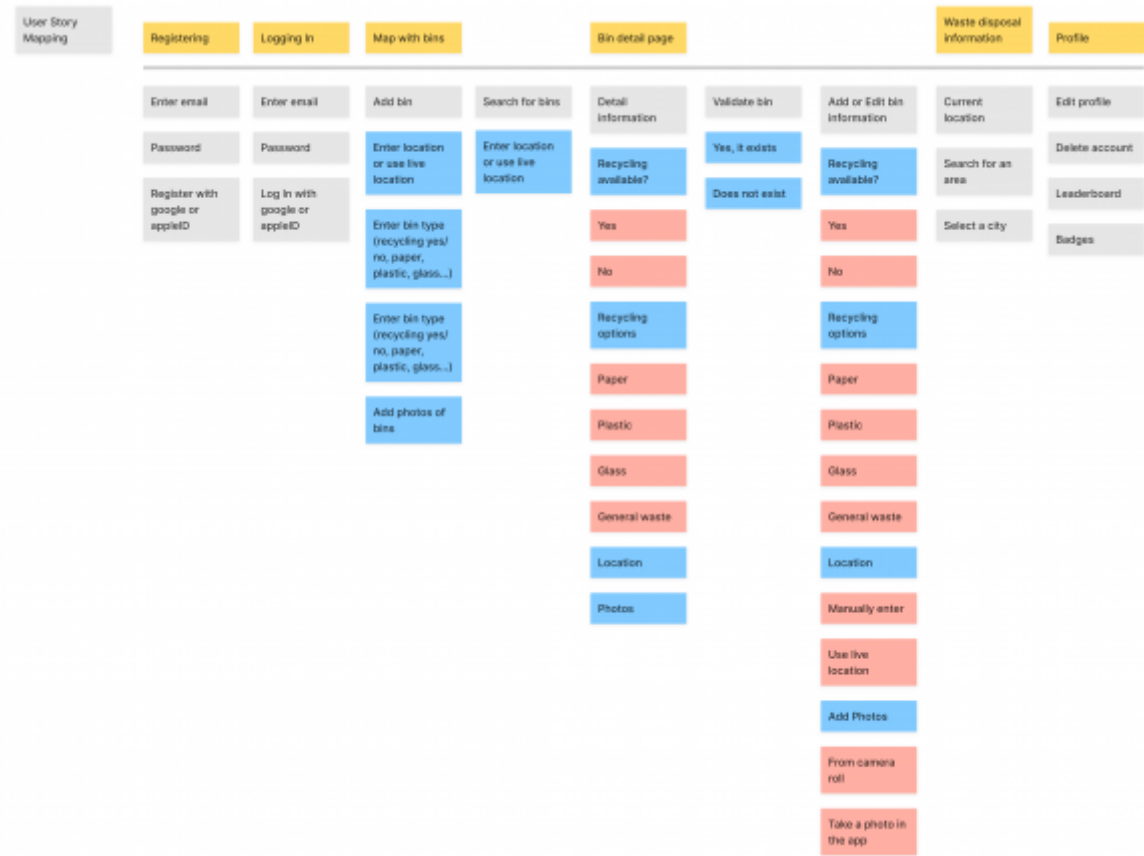 User Story
Mapping
Registering
Logging In
Map with bins
Bin detail page
Waste disposal
information
Profile
Enter email
Password
Register with
google or
appleID
Enter email
Password
Log In with
google or
appleID
Add bin
Enter location
or use live
location
Enter bin type
(recycling yes/
no, paper,
plastic, glass...)
Enter bin type
(recycling yes/
no, paper,
plastic, glass...)
Add photos of
bins
Search for bins
Enter location
or use live
location
Detail
information
Recycling
available?
Yes
No
Recycling
options
Paper
Plastic
Glass
General waste
Location
Photos
Validate bin
Yes, it exists
Does not exist
Add or Edit bin
information
Recycling
available?
Yes
No
Recycling
options
Paper
Plastic
Glass
General waste
Location
Manually enter
Use live
location
Add Photos
From camera
roll
Take a photo in
the app
Current
location
Search for an
area
Select a city
Edit profile
Delete account
Leaderboard
Badges